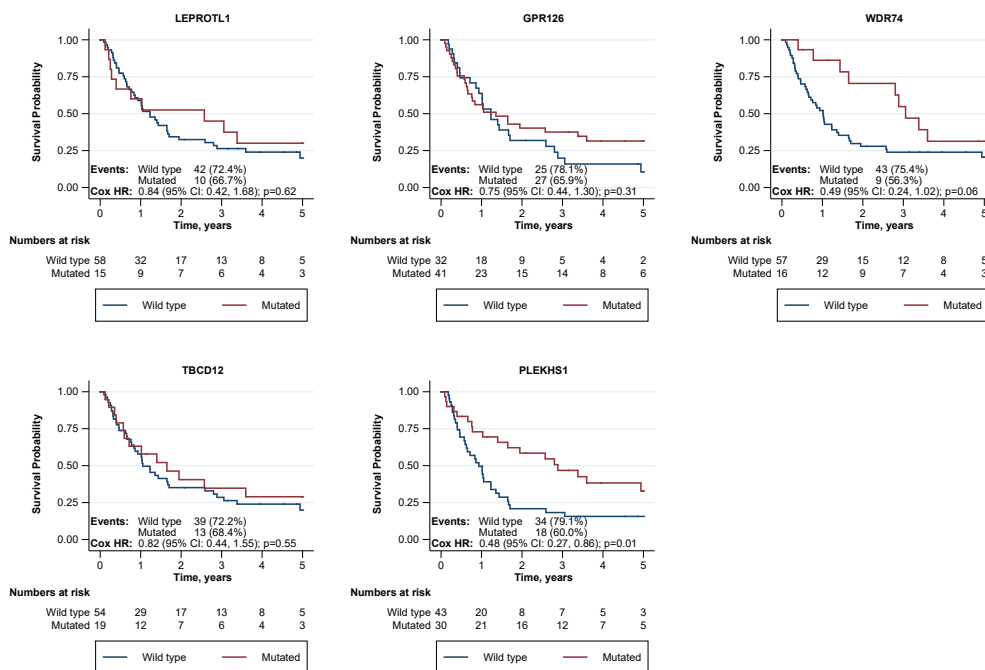 LEPROTL1
Survival Probability
1.00
0.75
0.50
0.25
0.00
Events: Wild type 42 (72.4%)
Mutated 10 (66.7%)
Cox HR: 0.84 (95% CI: 0.42, 1.68); p=0.62
0 1 2 3 4 5
Time, years
Numbers at risk
Wild type 58 32 17 13 8 5
Mutated 15 9 7 6 4 3
Wild type Mutated
GPR126
Survival Probability
1.00
0.75
0.50
0.25
0.00
Events: Wild type 25 (78.1%)
Mutated 27 (65.9%)
Cox HR: 0.75 (95% CI: 0.44, 1.30); p=0.31
0 1 2 3 4 5
Time, years
Numbers at risk
Wild type 32 18 9 5 4 2
Mutated 41 23 15 14 8 6
Wild type Mutated
WDR74
Survival Probability
1.00
0.75
0.50
0.25
0.00
Events: Wild type 43 (75.4%)
Mutated 9 (56.3%)
Cox HR: 0.49 (95% CI: 0.24, 1.02); p=0.06
0 1 2 3 4 5
Time, years
Numbers at risk
Wild type 57 29 15 12 8 5
Mutated 16 12 9 7 4 3
Wild type Mutated
TBCD12
Survival Probability
1.00
0.75
0.50
0.25
0.00
Events: Wild type 39 (72.2%)
Mutated 13 (68.4%)
Cox HR: 0.82 (95% CI: 0.44, 1.55); p=0.55
0 1 2 3 4 5
Time, years
Numbers at risk
Wild type 54 29 17 13 8 5
Mutated 19 12 7 6 4 3
Wild type Mutated
PLEKHS1
Survival Probability
1.00
0.75
0.50
0.25
0.00
Events: Wild type 34 (79.1%)
Mutated 18 (60.0%)
Cox HR: 0.48 (95% CI: 0.27, 0.86); p=0.01
0 1 2 3 4 5
Time, years
Numbers at risk
Wild type 43 20 8 7 5 3
Mutated 30 21 16 12 7 5
Wild type Mutated